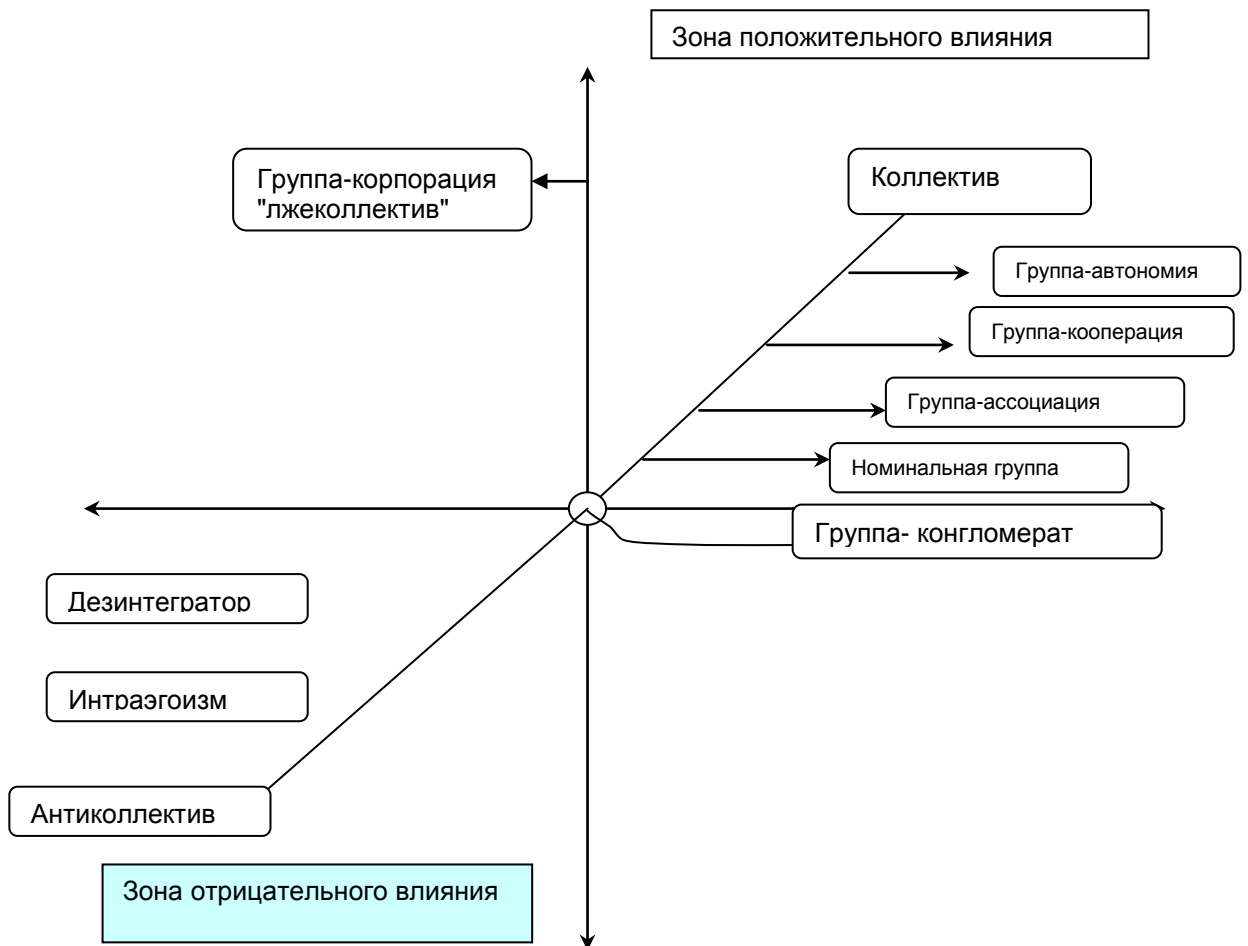 Зона положительного влияния
Группа-корпорация
"лжеколлектив"
Коллектив
Группа-автономия
Группа-кооперация
Группа-ассоциация
Номинальная группа
Группа- конгломерат
Дезинтегратор
Интраэгоизм
Антиколлектив
Зона отрицательного влияния